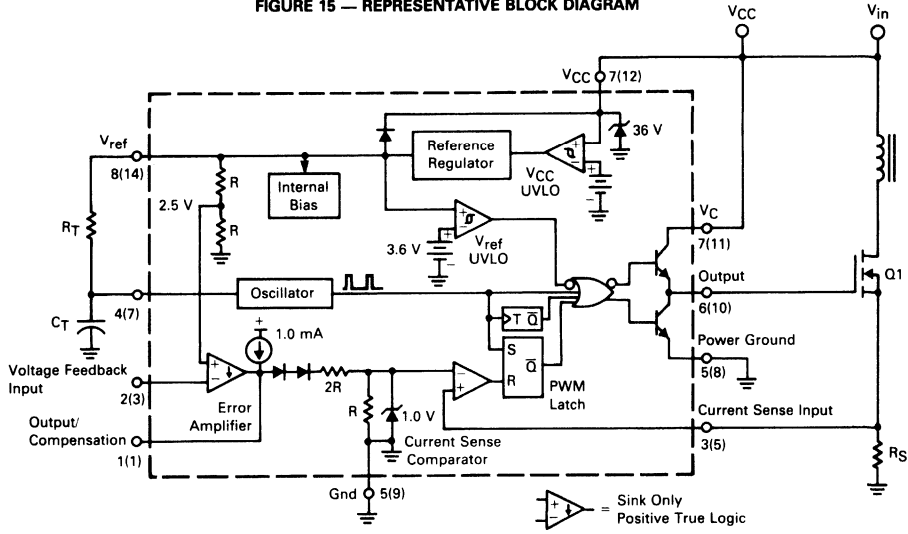 FIGURE 15 — REPRESENTATIVE BLOCK DIAGRAM
VCC
Vin
VCC
7(12)
Vref
8(14)
36 V
Reference
Regulator
VCC
UVLO
Internal
Bias
R
2.5 V
R
RT
3.6 V
Vref
UVLO
VC
7(11)
Oscillator
Output
6(10)
Q1
4(7)
CT
1.0 mA
T Q
S
Q
R
PWM
Latch
Power Ground
5(8)
Voltage Feedback
Input
2(3)
Error
Amplifier
2R
R
1.0 V
Current Sense
Comparator
Current Sense Input
3(5)
Output/
Compensation
1(1)
RS
Gnd
5(9)
= Sink Only
Positive True Logic